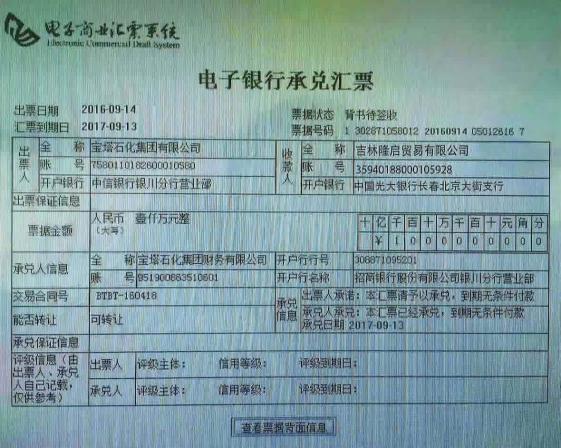 电子商业汇票系统
Electronic Commercial Draft System
电子银行承兑汇票
出票日期 2016-09-14 票据状态 背书待签收
汇票到期日 2017-09-13 票据号码 1 302871058012 20160914 05012616 7
出票人 全称 宝塔石化集团有限公司 收款人 全称 吉林隆启贸易有限公司
账号 7580110182600010580 账号 35940188000105928
开户银行 中信银行银川分行营业部 开户银行 中国光大银行长春北京大街支行
出票保证信息
票据金额 人民币 壹仟万元整 十亿千百十万千百十元角分
(大写) ¥1000000000
承兑人信息 全称 宝塔石化集团财务有限公司 开户行行号 308871095201
账号 951900883510601 开户行名称 招商银行股份有限公司银川分行营业部
交易合同号 BTBT-160418 承兑信息 出票人承诺：本汇票请予以承兑，到期无条件付款
能否转让 可转让 承兑人承兑：本汇票已经承兑，到期无条件付款
承兑日期 2017-09-13
承兑保证信息
评级信息（由出票人、承兑人自己记载，仅供参考） 出票人 评级主体： 信用等级： 评级到期日：
承兑人 评级主体： 信用等级： 评级到期日：
查看票据背面信息